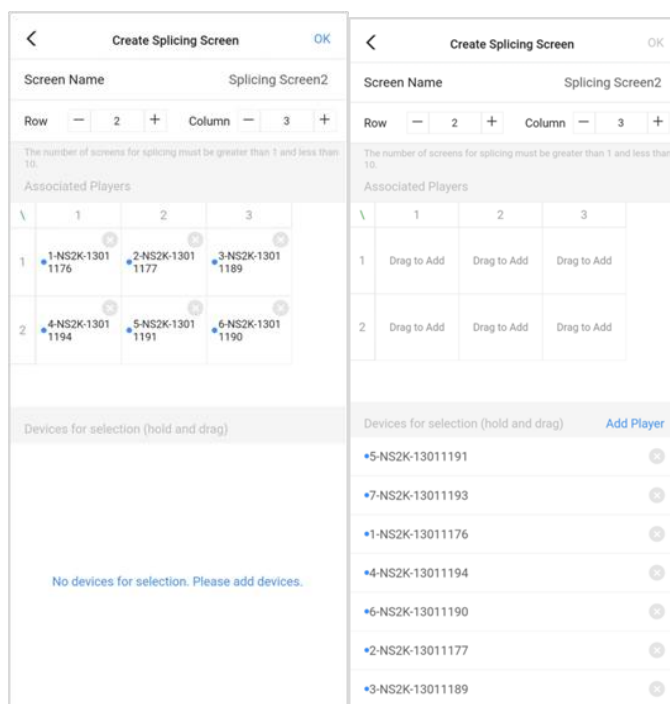 Create Splicing Screen OK
Screen Name Splicing Screen2
Row 2 Column 3
The number of screens for splicing must be greater than 1 and less than
10.
Associated Players
\ 1 2 3
1 1-NS2K-1301 2-NS2K-1301 3-NS2K-1301
1176 1177 1189
2 4-NS2K-1301 5-NS2K-1301 6-NS2K-1301
1194 1191 1190
Devices for selection (hold and drag)
No devices for selection. Please add devices.
Create Splicing Screen OK
Screen Name Splicing Screen2
Row 2 Column 3
The number of screens for splicing must be greater than 1 and less than
10.
Associated Players
\ 1 2 3
1 Drag to Add Drag to Add Drag to Add
2 Drag to Add Drag to Add Drag to Add
Devices for selection (hold and drag) Add Player
5-NS2K-13011191
7-NS2K-13011193
1-NS2K-13011176
4-NS2K-13011194
6-NS2K-13011190
2-NS2K-13011177
3-NS2K-13011189